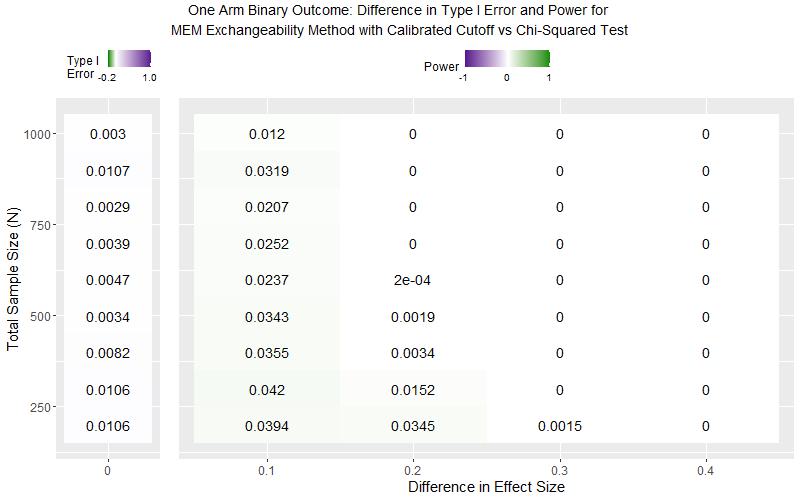 One Arm Binary Outcome: Difference in Type I Error and Power for
MEM Exchangeability Method with Calibrated Cutoff vs Chi-Squared Test
Type I
Error -0.2 1.0
Power -1 0 1
Total Sample Size (N)
1000 0.003 0.012 0 0 0
0.0107 0.0319 0 0 0
750 0.0029 0.0207 0 0 0
0.0039 0.0252 0 0 0
0.0047 0.0237 2e-04 0 0
500 0.0034 0.0343 0.0019 0 0
0.0082 0.0355 0.0034 0 0
250 0.0106 0.042 0.0152 0 0
0.0106 0.0394 0.0345 0.0015 0
0 0.1 0.2 0.3 0.4
Difference in Effect Size